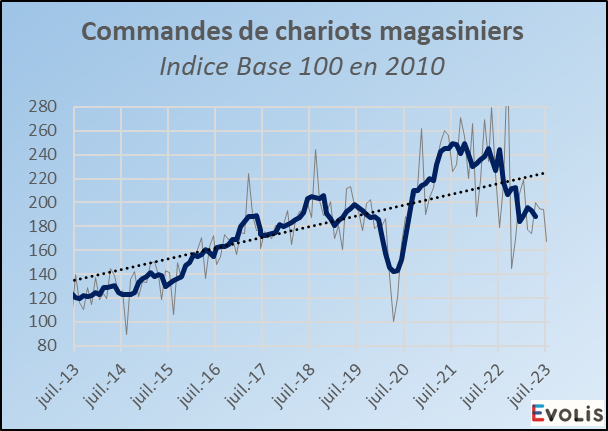 Commandes de chariots magasiniers
Indice Base 100 en 2010
280
260
240
220
200
180
160
140
120
100
80
juil.-13
juil.-14
juil.-15
juil.-16
juil.-17
juil.-18
juil.-19
juil.-20
juil.-21
juil.-22
juil.-23
Evolis